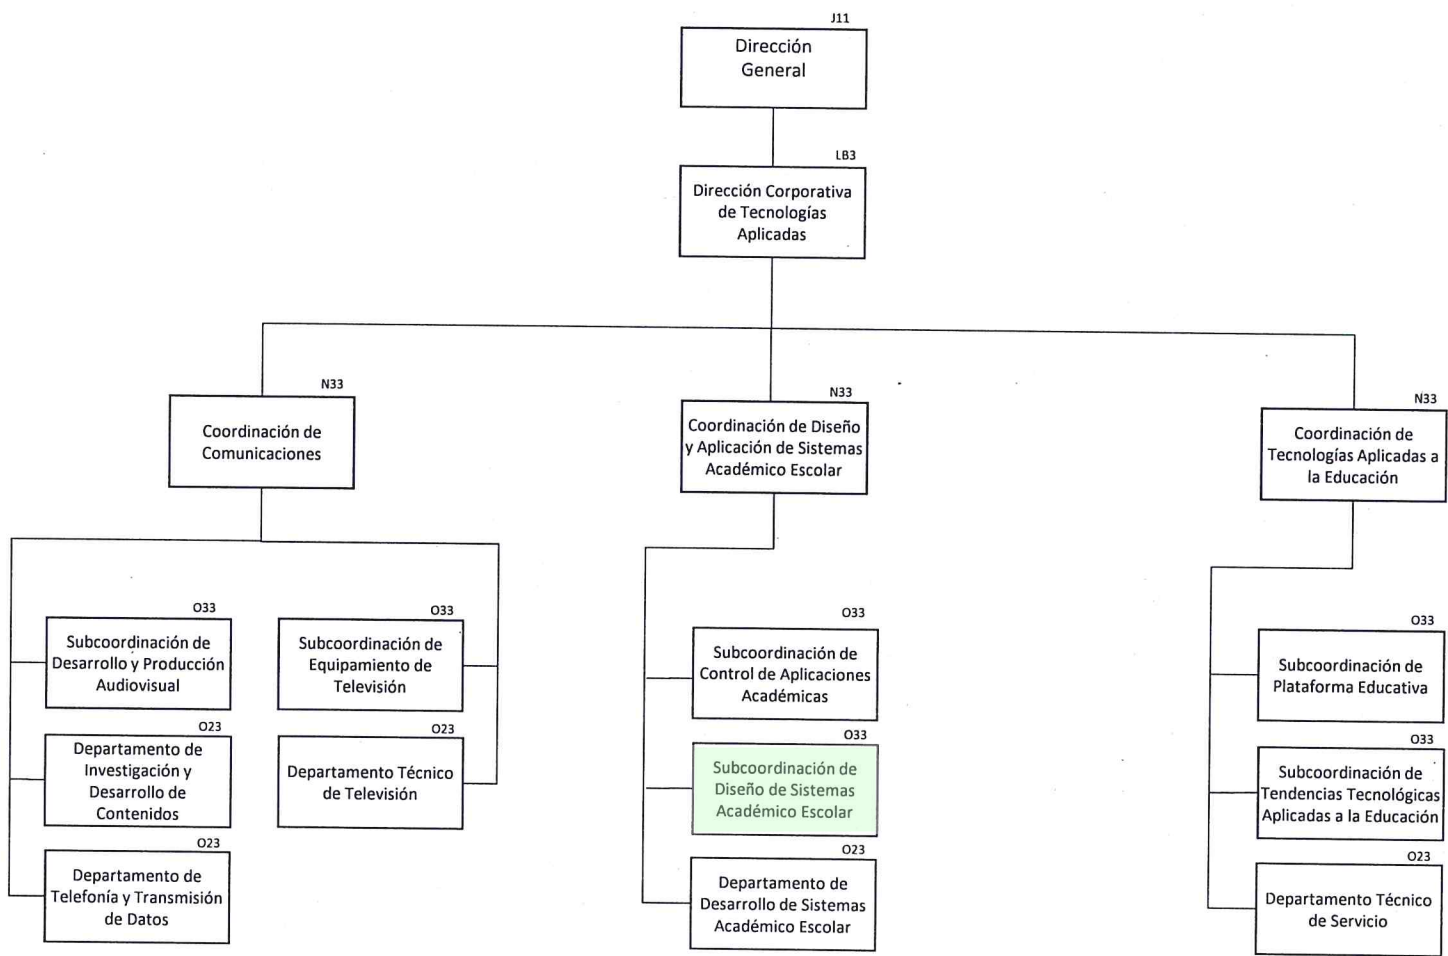 J11
Dirección
General
LB3
Dirección Corporativa
de Tecnologías
Aplicadas
N33
Coordinación de
Comunicaciones
N33
Coordinación de Diseño
y Aplicación de Sistemas
Académico Escolar
N33
Coordinación de
Tecnologías Aplicadas a
la Educación
O33
Subcoordinación de
Desarrollo y Producción
Audiovisual
O23
Departamento de
Investigación y
Desarrollo de
Contenidos
O23
Departamento de
Telefonía y Transmisión
de Datos
O33
Subcoordinación de
Equipamiento de
Televisión
O23
Departamento Técnico
de Televisión
O33
Subcoordinación de
Control de Aplicaciones
Académicas
O33
Subcoordinación de
Diseño de Sistemas
Académico Escolar
O23
Departamento de
Desarrollo de Sistemas
Académico Escolar
O33
Subcoordinación de
Plataforma Educativa
O33
Subcoordinación de
Tendencias Tecnológicas
Aplicadas a la Educación
O23
Departamento Técnico
de Servicio